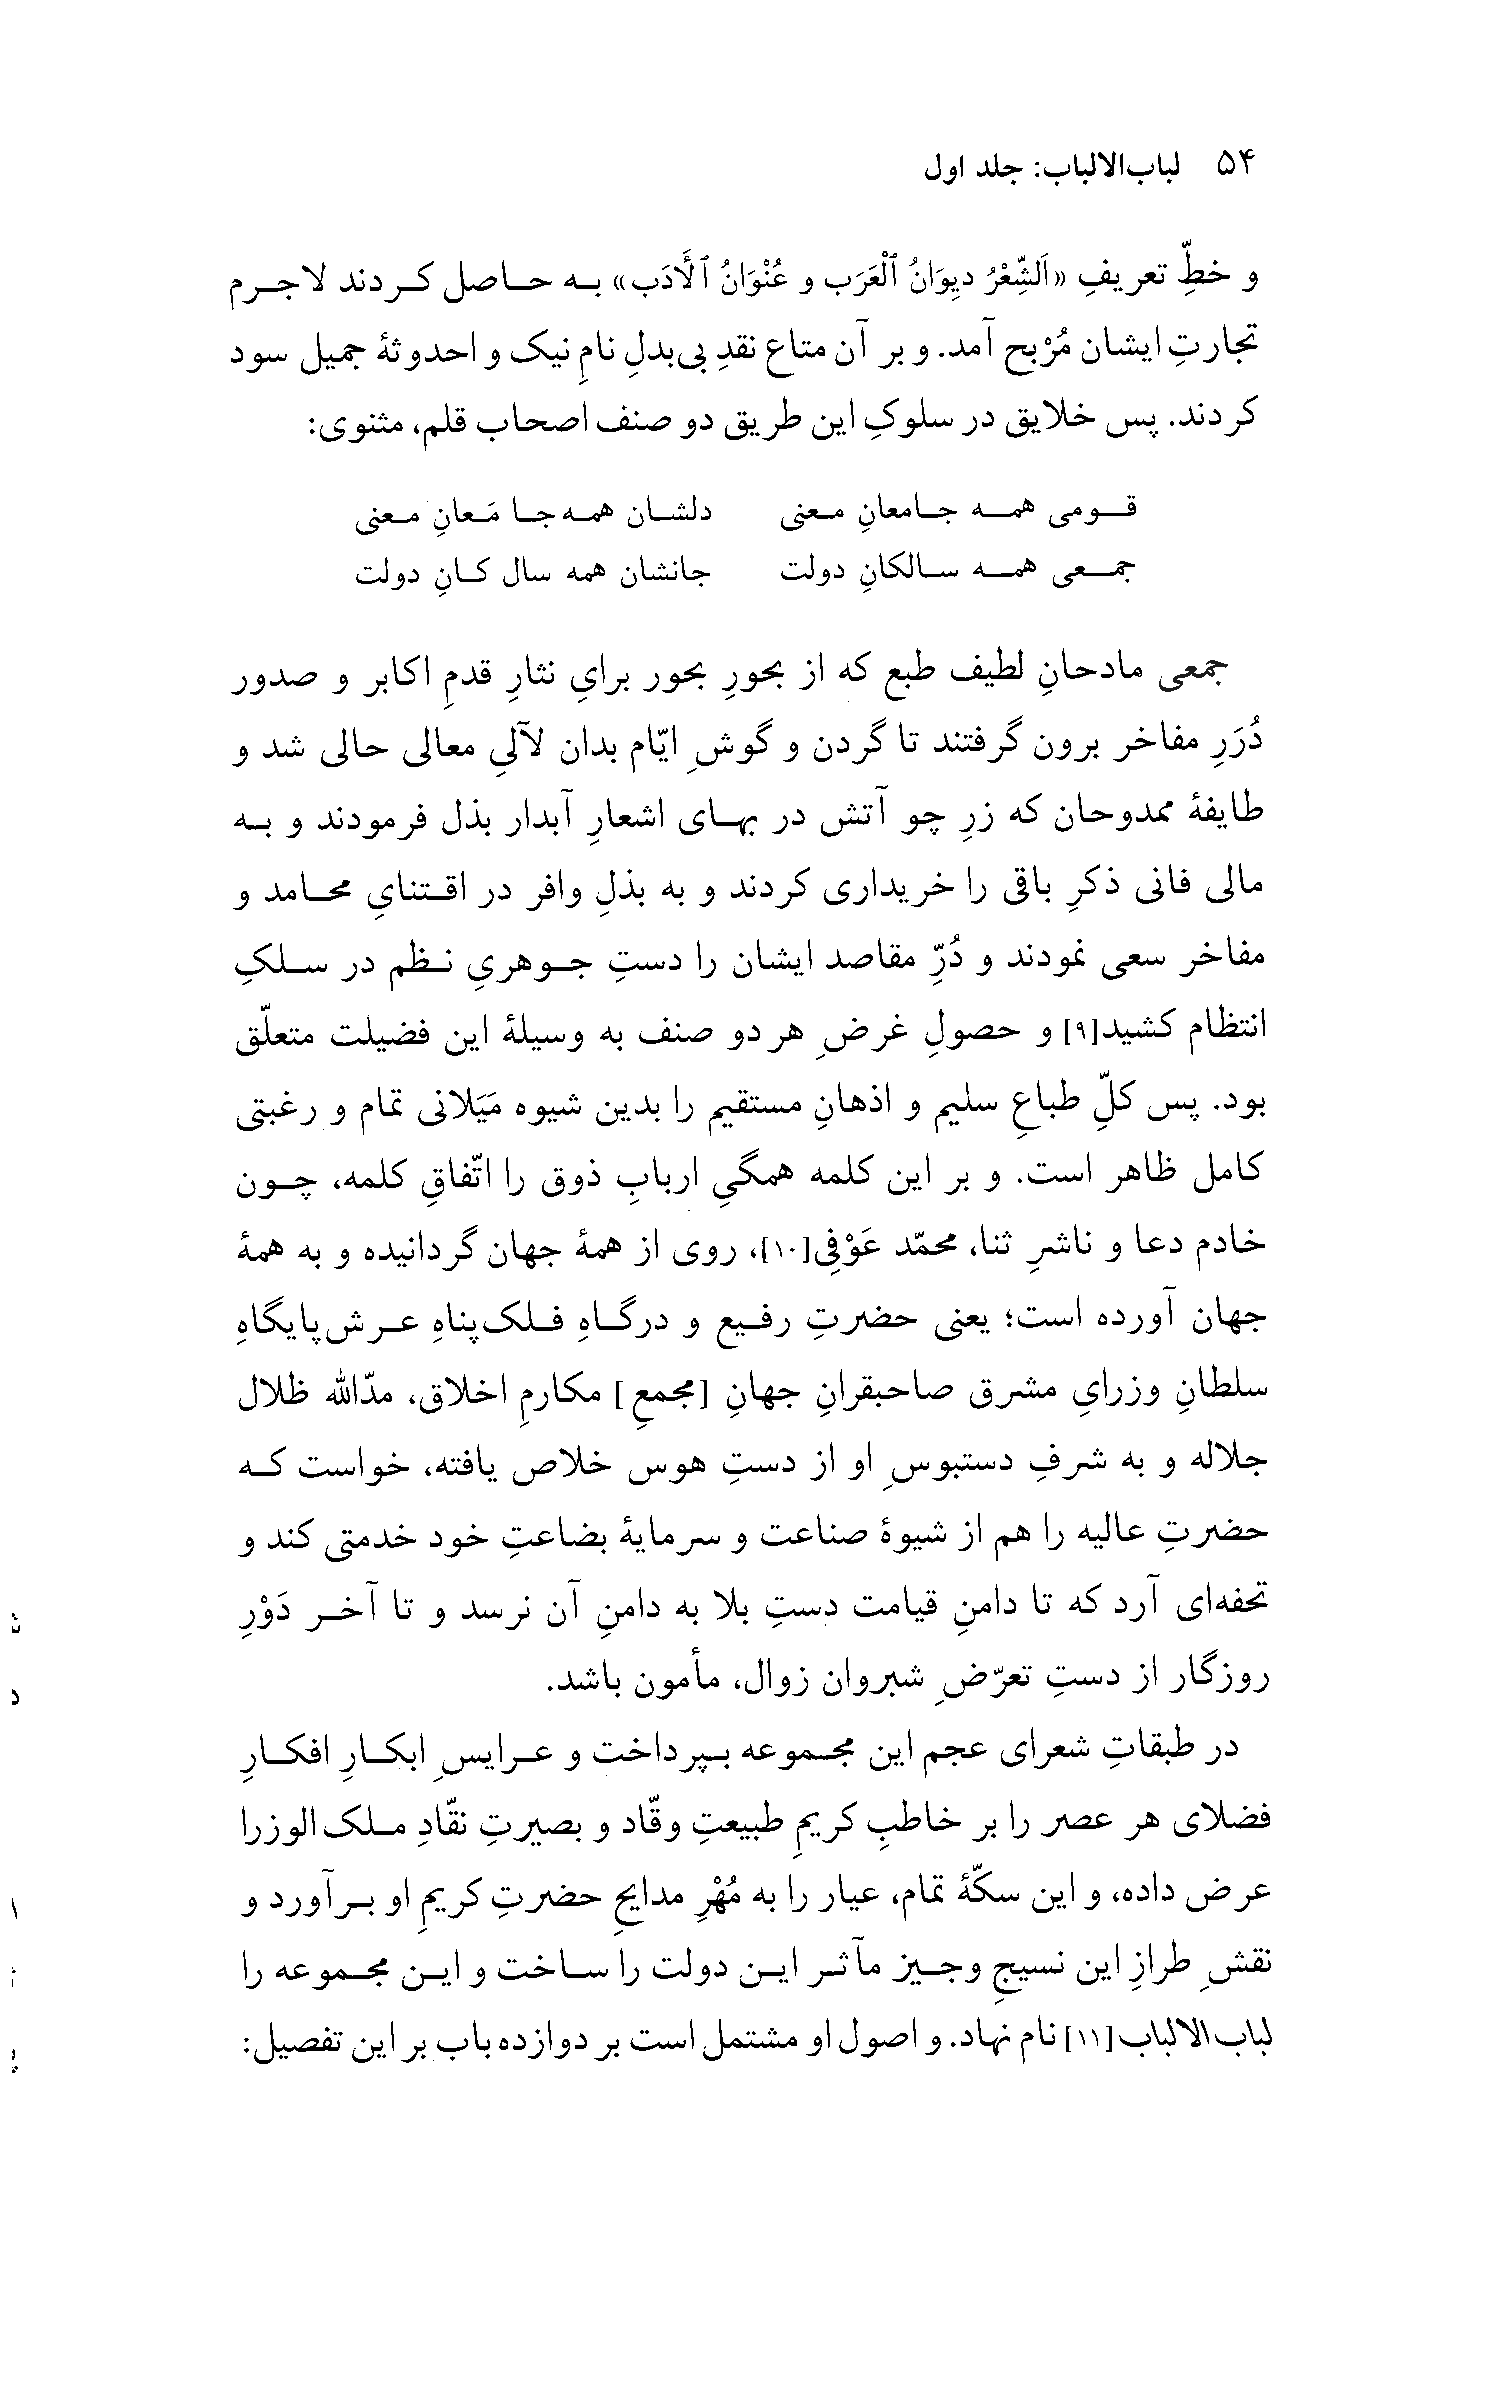 ۵۴ لباب‌الالباب: جلد اول
و خطِّ تعریفِ «اَلشِّعْرُ دیوَانُ ٱلْعَرَب و عُنْوَانُ ٱلْأَدَب» به حاصل کردند لاجرم
تجارتِ ایشان مُرْبح آمد. و بر آن متاع نقدِ بی‌بدلِ نامِ نیک و احدوثهٔ جمیل سود
کردند. پس خلایق در سلوکِ این طریق دو صنف اصحاب قلم، مثنوی:
قومی همه جامعانِ معنی دلشان همه‌جا مَعانِ معنی
جمعی همه سالکانِ دولت جانشان همه سال کانِ دولت
جمعی مادحانِ لطیف طبع که از بحورِ بحور برایِ نثارِ قدمِ اکابر و صدور
دُرَرِ مفاخر برون گرفتند تا گردن و گوشِ ایّام بدان لآلیِ معالی حالی شد و
طایفهٔ ممدوحان که زرِ چو آتش در بهای اشعارِ آبدار بذل فرمودند و به
مالی فانی ذکرِ باقی را خریداری کردند و به بذلِ وافر در اقتنایِ محامد و
مفاخر سعی نمودند و دُرِّ مقاصد ایشان را دستِ جوهریِ نظم در سلکِ
انتظام کشید[۹] و حصولِ غرضِ هر دو صنف به وسیلهٔ این فضیلت متعلّق
بود. پس کلِّ طباعِ سلیم و اذهانِ مستقیم را بدین شیوه مَیَلانی تمام و رغبتی
کامل ظاهر است. و بر این کلمه همگیِ اربابِ ذوق را اتّفاقِ کلمه، چون
خادم دعا و ناشرِ ثنا، محمّد عَوْفِی[۱۰]، روی از همهٔ جهان گردانیده و به همهٔ
جهان آورده است؛ یعنی حضرتِ رفیع و درگاهِ فلک‌پناهِ عرش‌پایگاهِ
سلطانِ وزرایِ مشرق صاحبقرانِ جهانِ [مجمعِ] مکارمِ اخلاق، مدّالله ظلال
جلاله و به شرفِ دستبوسِ او از دستِ هوس خلاص یافته، خواست که
حضرتِ عالیه را هم از شیوهٔ صناعت و سرمایهٔ بضاعتِ خود خدمتی کند و
تحفه‌ای آرد که تا دامنِ قیامت دستِ بلا به دامنِ آن نرسد و تا آخر دَوْرِ
روزگار از دستِ تعرّضِ شبروان زوال، مأمون باشد.
در طبقاتِ شعرای عجم این مجموعه بپرداخت و عرایسِ ابکارِ افکارِ
فضلای هر عصر را بر خاطبِ کریمِ طبیعتِ وقّاد و بصیرتِ نقّادِ ملک‌الوزرا
عرض داده، و این سکّهٔ تمام، عیار را به مُهْرِ مدایحِ حضرتِ کریمِ او برآورد و
نقشِ طرازِ این نسیجِ وجیز مآثر این دولت را ساخت و این مجموعه را
لباب‌الالباب[۱۱] نام نهاد. و اصول او مشتمل است بر دوازده باب بر این تفصیل: